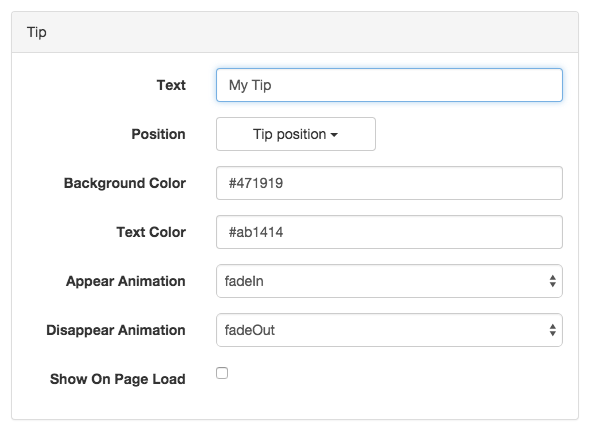 Tip
Text My Tip
Position Tip position
Background Color #471919
Text Color #ab1414
Appear Animation fadeIn
Disappear Animation fadeOut
Show On Page Load